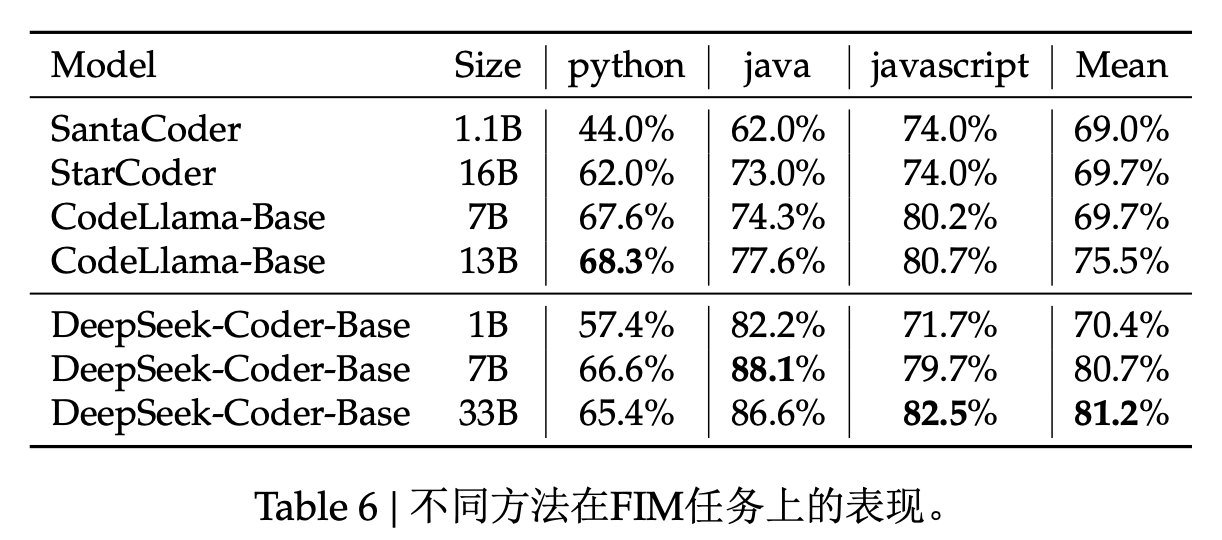 Model Size python java javascript Mean
SantaCoder 1.1B 44.0% 62.0% 74.0% 69.0%
StarCoder 16B 62.0% 73.0% 74.0% 69.7%
CodeLlama-Base 7B 67.6% 74.3% 80.2% 69.7%
CodeLlama-Base 13B 68.3% 77.6% 80.7% 75.5%
DeepSeek-Coder-Base 1B 57.4% 82.2% 71.7% 70.4%
DeepSeek-Coder-Base 7B 66.6% 88.1% 79.7% 80.7%
DeepSeek-Coder-Base 33B 65.4% 86.6% 82.5% 81.2%
Table 6 | 不同方法在FIM任务上的表现。